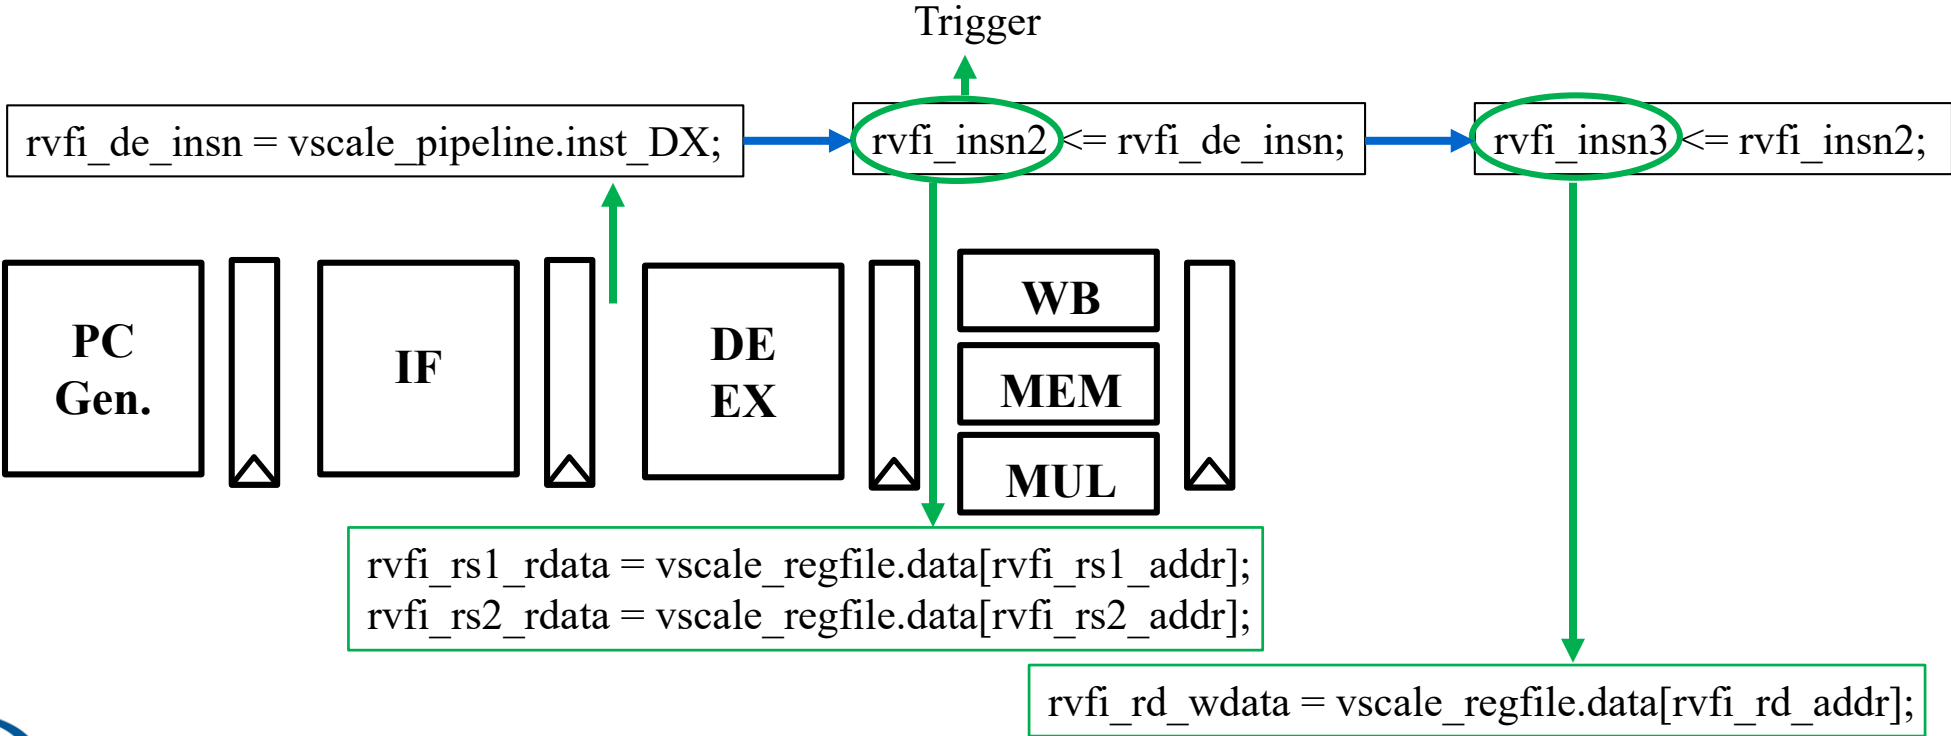 Trigger
rvfi_de_insn = vscale_pipeline.inst_DX;
rvfi_insn2 <= rvfi_de_insn;
rvfi_insn3 <= rvfi_insn2;
PC
Gen.
IF
DE
EX
WB
MEM
MUL
rvfi_rs1_rdata = vscale_regfile.data[rvfi_rs1_addr];
rvfi_rs2_rdata = vscale_regfile.data[rvfi_rs2_addr];
rvfi_rd_wdata = vscale_regfile.data[rvfi_rd_addr];